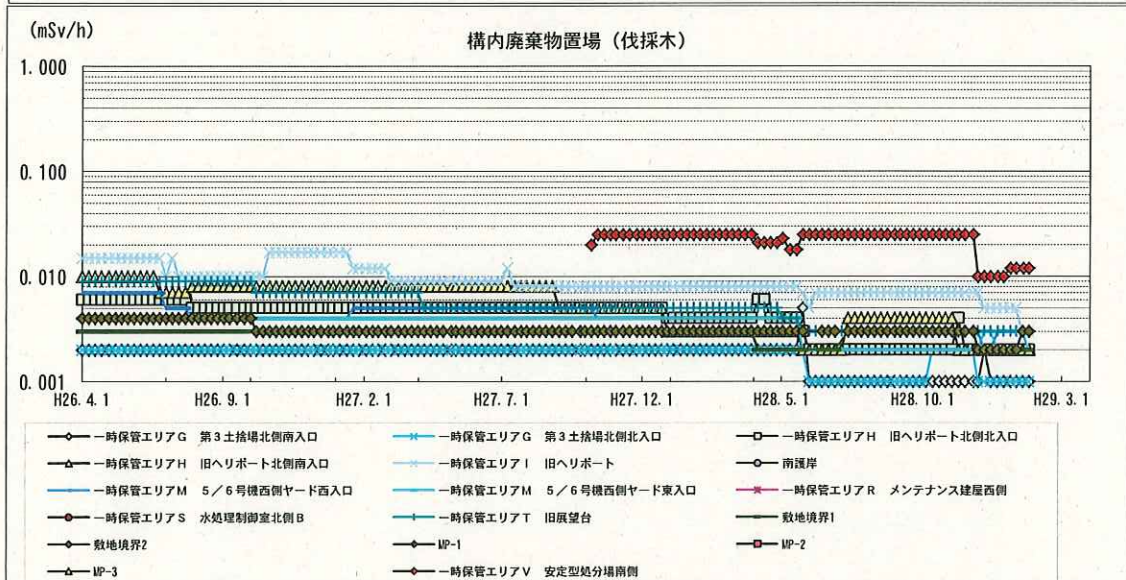 (mSv/h)
構内廃棄物置場（伐採木）
1.000
0.100
0.010
0.001
H26.4.1 H26.9.1 H27.2.1 H27.7.1 H27.12.1 H28.5.1 H28.10.1 H29.3.1
一時保管エリアG 第3土捨場北側南入口 一時保管エリアG 第3土捨場北側北入口 一時保管エリアH 旧ヘリポート北側北入口
一時保管エリアH 旧ヘリポート北側南入口 一時保管エリアI 旧ヘリポート 南護岸
一時保管エリアM 5／6号機西側ヤード西入口 一時保管エリアM 5／6号機西側ヤード東入口 一時保管エリアR メンテナンス建屋西側
一時保管エリアS 水処理制御室北側B 一時保管エリアT 旧展望台 敷地境界1
敷地境界2 MP-1 MP-2
MP-3 一時保管エリアV 安定型処分場南側